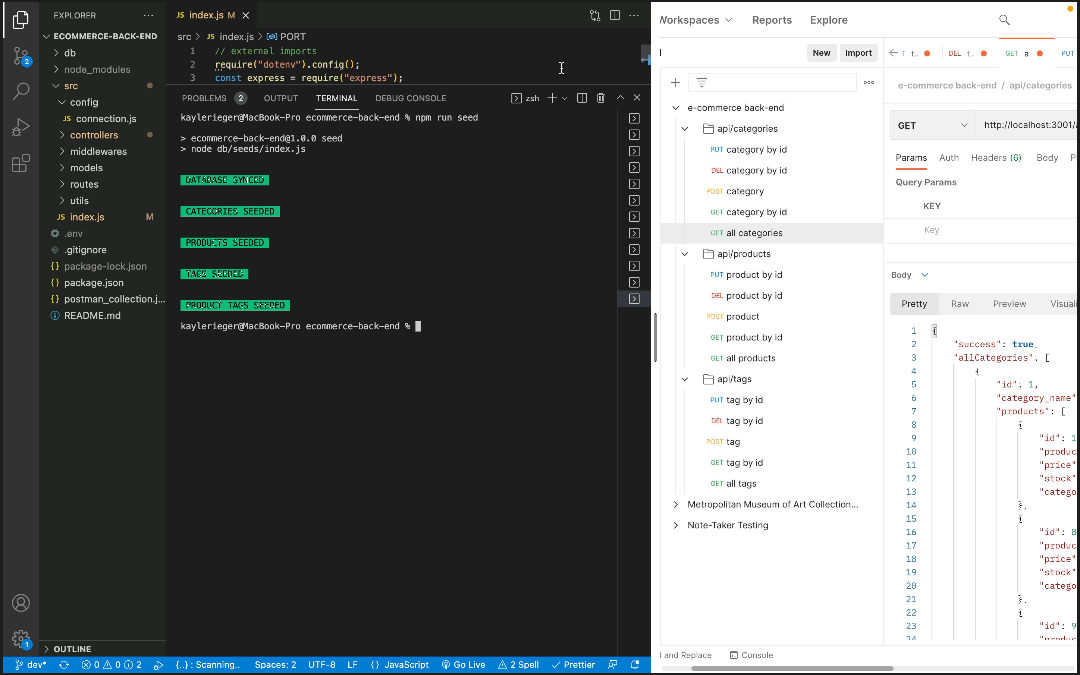 EXPLORER
ECOMMERCE-BACK-END
db
node_modules
src
config
connection.js
controllers
middlewares
models
routes
utils
JS index.js M
.env
.gitignore
{} package-lock.json
{} package.json
{} postman_collection.j...
README.md
OUTLINE
2
1
JS index.js M
src > JS index.js > PORT
1 // external imports
2 require("dotenv").config();
3 const express = require("express");
PROBLEMS 2 OUTPUT TERMINAL DEBUG CONSOLE
zsh
kaylerieger@MacBook-Pro ecommerce-back-end % npm run seed
> ecommerce-back-end@1.0.0 seed
> node db/seeds/index.js
DATABASE SYNCED
CATEGORIES SEEDED
PRODUCTS SEEDED
TAGS SEEDED
PRODUCT TAGS SEEDED
kaylerieger@MacBook-Pro ecommerce-back-end %
dev* 0 0 2 {..} : Scanning.. Spaces: 2 UTF-8 LF {} JavaScript Go Live 2 Spell Prettier
Workspaces Reports Explore
New Import
e-commerce back-end
api/categories
PUT category by id
DEL category by id
POST category
GET category by id
GET all categories
api/products
PUT product by id
DEL product by id
POST product
GET product by id
GET all products
api/tags
PUT tag by id
DEL tag by id
POST tag
GET tag by id
GET all tags
Metropolitan Museum of Art Collection...
Note-Taker Testing
t.. DEL t.. GET a. PUT
e-commerce back-end / api/categories
GET http://localhost:3001/a
Params Auth Headers (6) Body P
Query Params
KEY
Key
Body
Pretty Raw Preview Visuali
1 {
2 "success": true,
3 "allCategories": [
4 {
5 "id": 1,
6 "category_name"
7 "products": [
8 {
9 "id": 1
10 "produc
11 "price"
12 "stock"
13 "catego
14 },
15 {
16 "id": 8
17 "produc
18 "price"
19 "stock"
20 "catego
21 },
22 {
23 "id": 9
24 "produc
and Replace Console